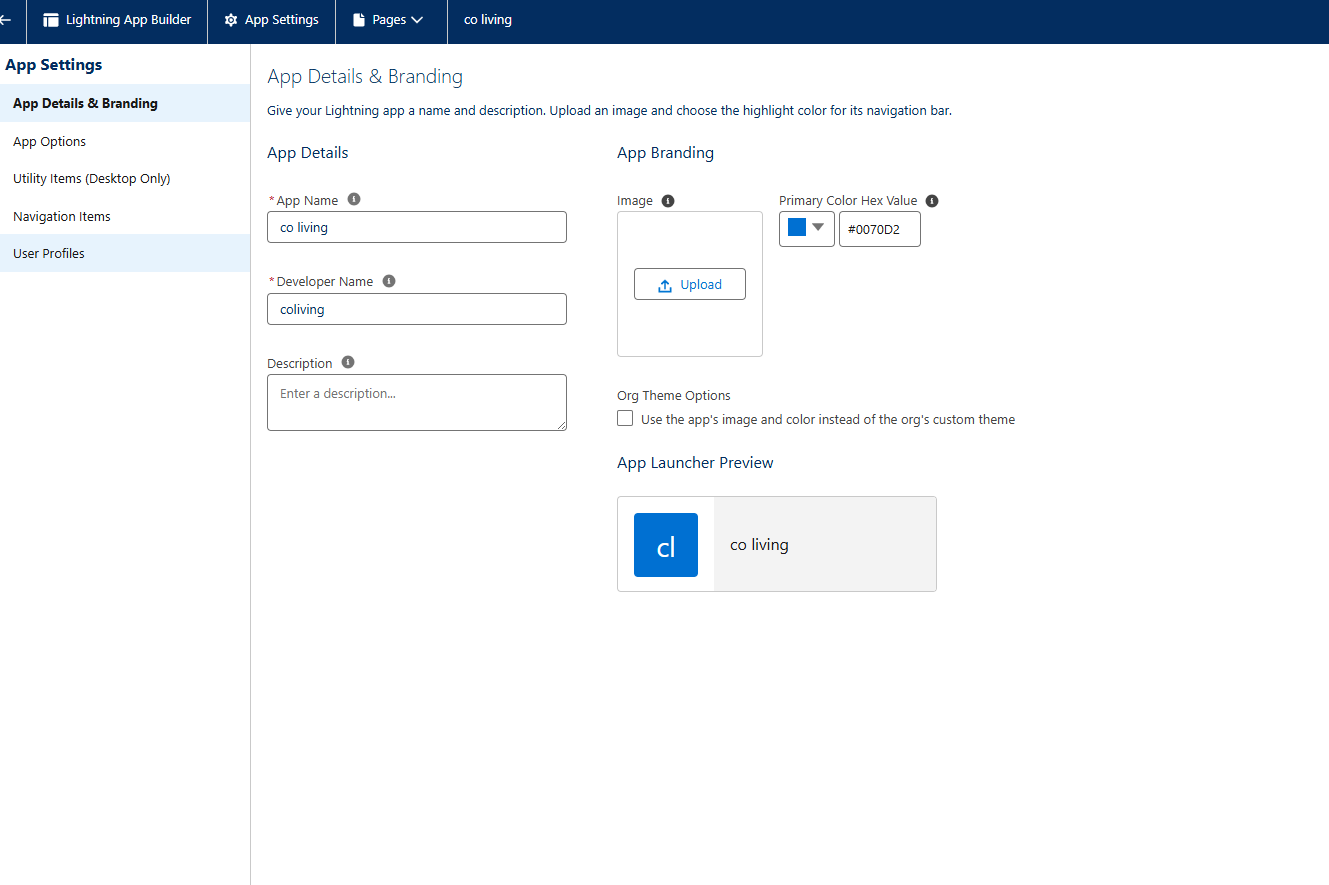 Lightning App Builder App Settings Pages co living
App Settings
App Details & Branding
App Options
Utility Items (Desktop Only)
Navigation Items
User Profiles
App Details & Branding
Give your Lightning app a name and description. Upload an image and choose the highlight color for its navigation bar.
App Details
*App Name
co living
*Developer Name
coliving
Description
Enter a description...
App Branding
Image
Upload
Primary Color Hex Value
#0070D2
Org Theme Options
Use the app's image and color instead of the org's custom theme
App Launcher Preview
cl
co living